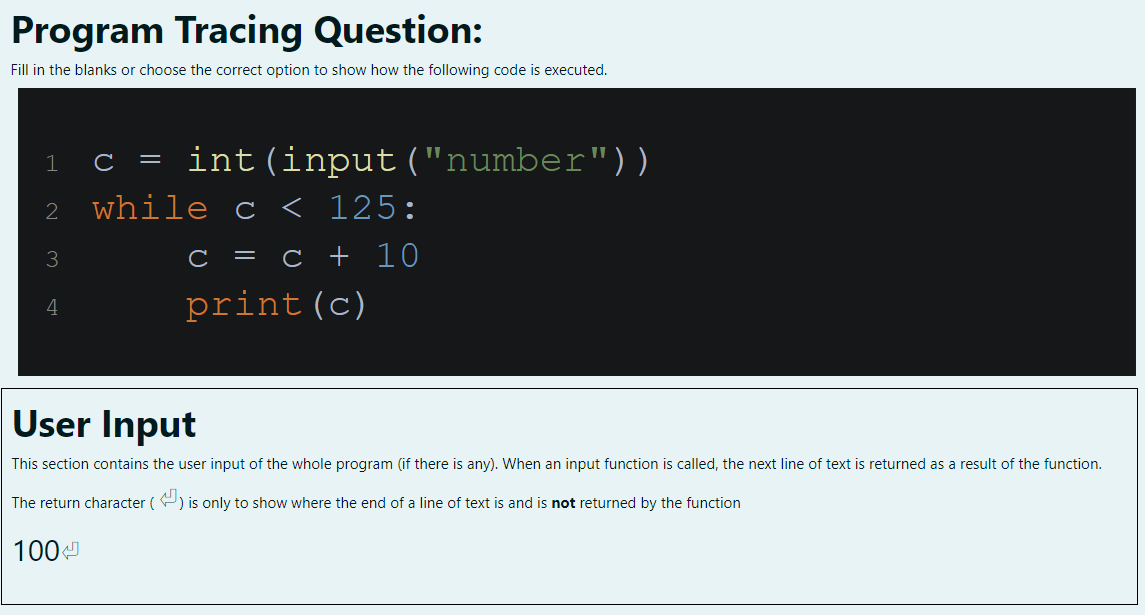 Program Tracing Question:
Fill in the blanks or choose the correct option to show how the following code is executed.
1 c = int(input("number"))
2 while c < 125:
3     c = c + 10
4     print(c)
User Input
This section contains the user input of the whole program (if there is any). When an input function is called, the next line of text is returned as a result of the function.
The return character ( ⏎ ) is only to show where the end of a line of text is and is not returned by the function
100⏎